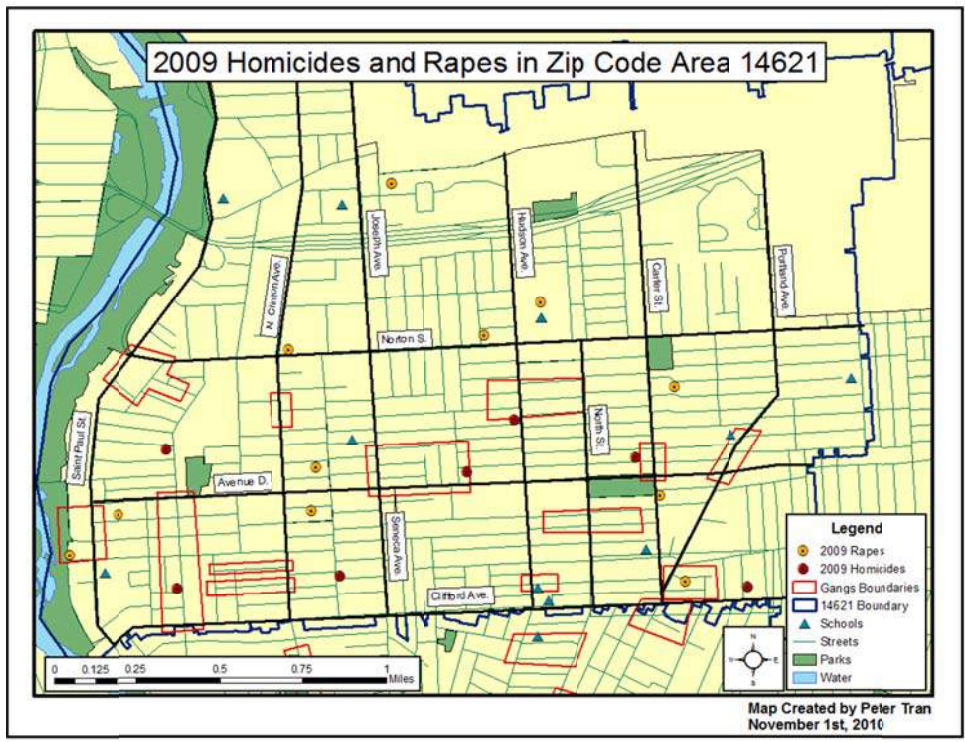 2009 Homicides and Rapes in Zip Code Area 14621
Joseph Ave.
Hudson Ave.
N. Clinton Ave.
Carter St.
Portland Ave.
Norton S.
Saint Paul St.
North St.
Avenue D.
Seneca Ave.
Clifford Ave.
Legend
2009 Rapes
2009 Homicides
Gangs Boundaries
14621 Boundary
Schools
Streets
Parks
Water
0 0.125 0.25 0.5 0.75 1
Miles
N
E
S
Map Created by Peter Tran
November 1st, 2010